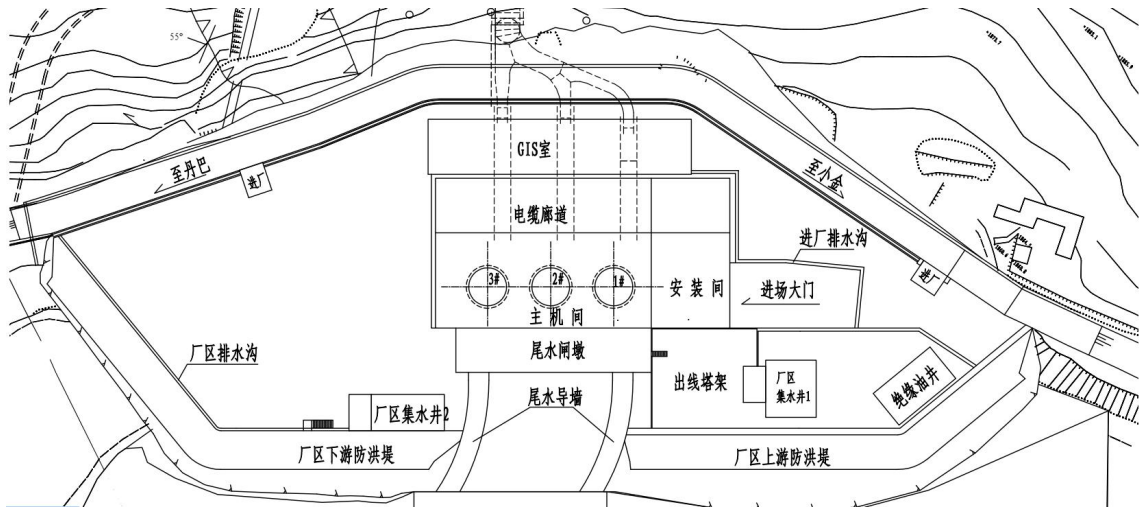 55°
GIS室
至丹巴
进厂
至小金
电缆廊道
进厂排水沟
进厂
3#
2#
1#
安装间
进场大门
主机间
厂区排水沟
尾水闸墩
出线塔架
厂区
集水井1
绝缘油井
尾水导墙
厂区集水井2
厂区下游防洪堤
厂区上游防洪堤